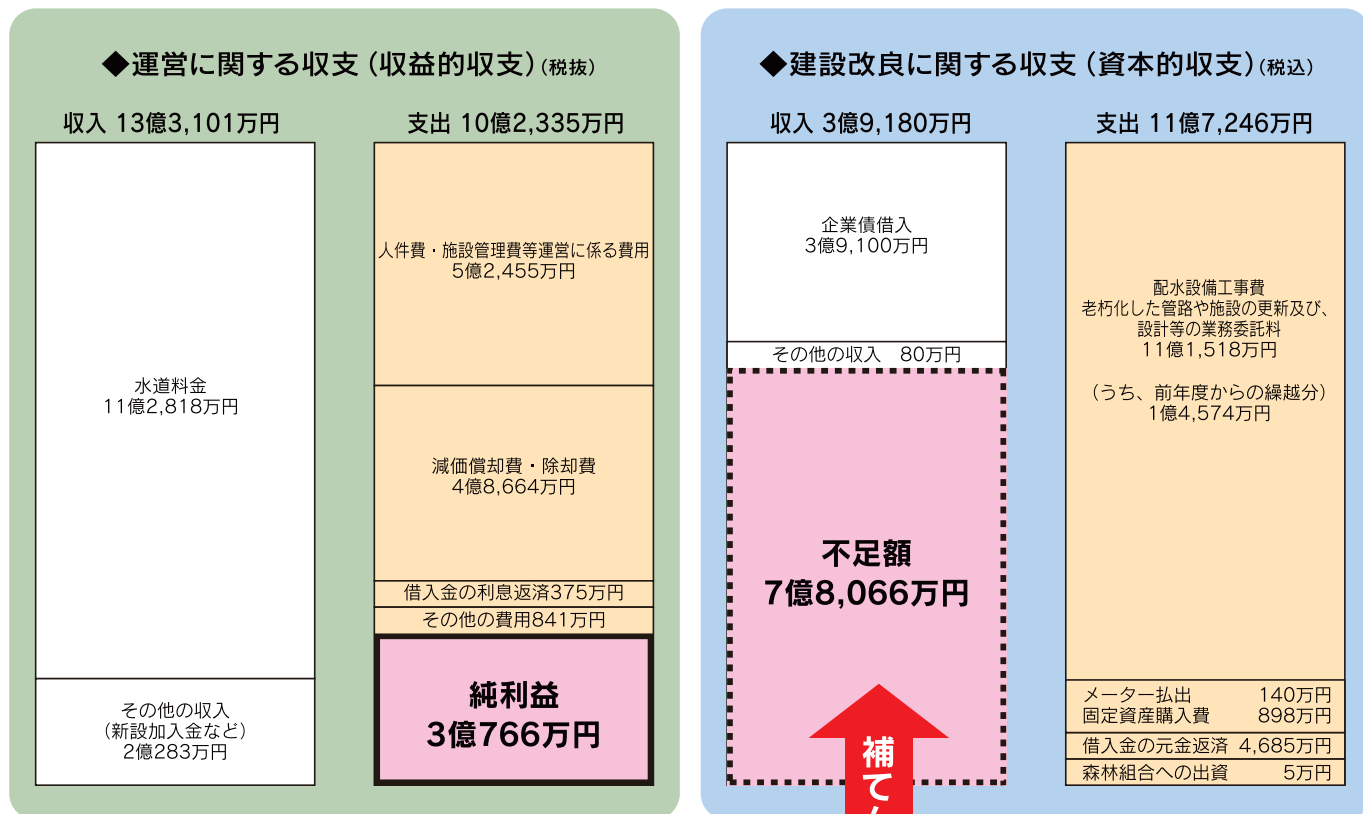 ◆運営に関する収支（収益的収支）（税抜）
収入 13億3,101万円
水道料金
11億2,818万円
その他の収入
（新設加入金など）
2億283万円
支出 10億2,335万円
人件費・施設管理費等運営に係る費用
5億2,455万円
減価償却費・除却費
4億8,664万円
借入金の利息返済375万円
その他の費用841万円
純利益
3億766万円
◆建設改良に関する収支（資本的収支）（税込）
収入 3億9,180万円
企業債借入
3億9,100万円
その他の収入　80万円
不足額
7億8,066万円
補て
支出 11億7,246万円
配水設備工事費
老朽化した管路や施設の更新及び、
設計等の業務委託料
11億1,518万円
（うち、前年度からの繰越分）
1億4,574万円
メーター払出　140万円
固定資産購入費　898万円
借入金の元金返済 4,685万円
森林組合への出資　5万円